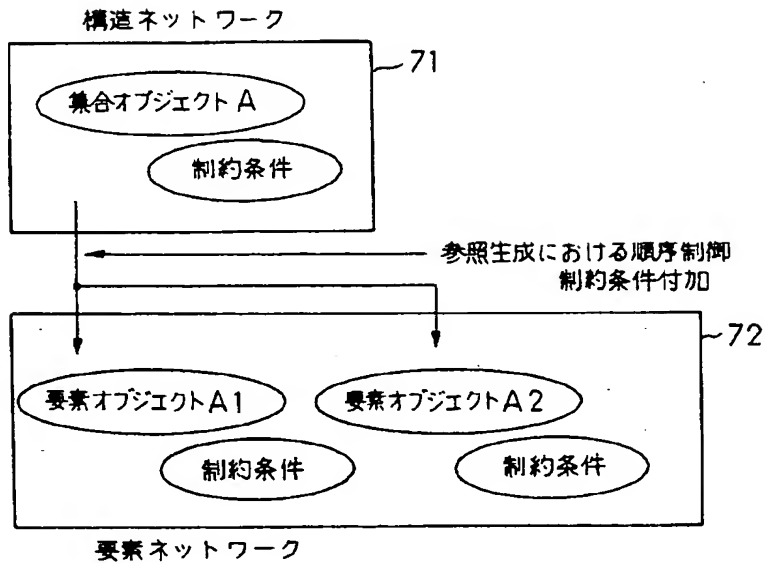 構造ネットワーク
71
集合オブジェクトA
制約条件
参照生成における順序制御
制約条件付加
72
要素オブジェクトA1
要素オブジェクトA2
制約条件
制約条件
要素ネットワーク